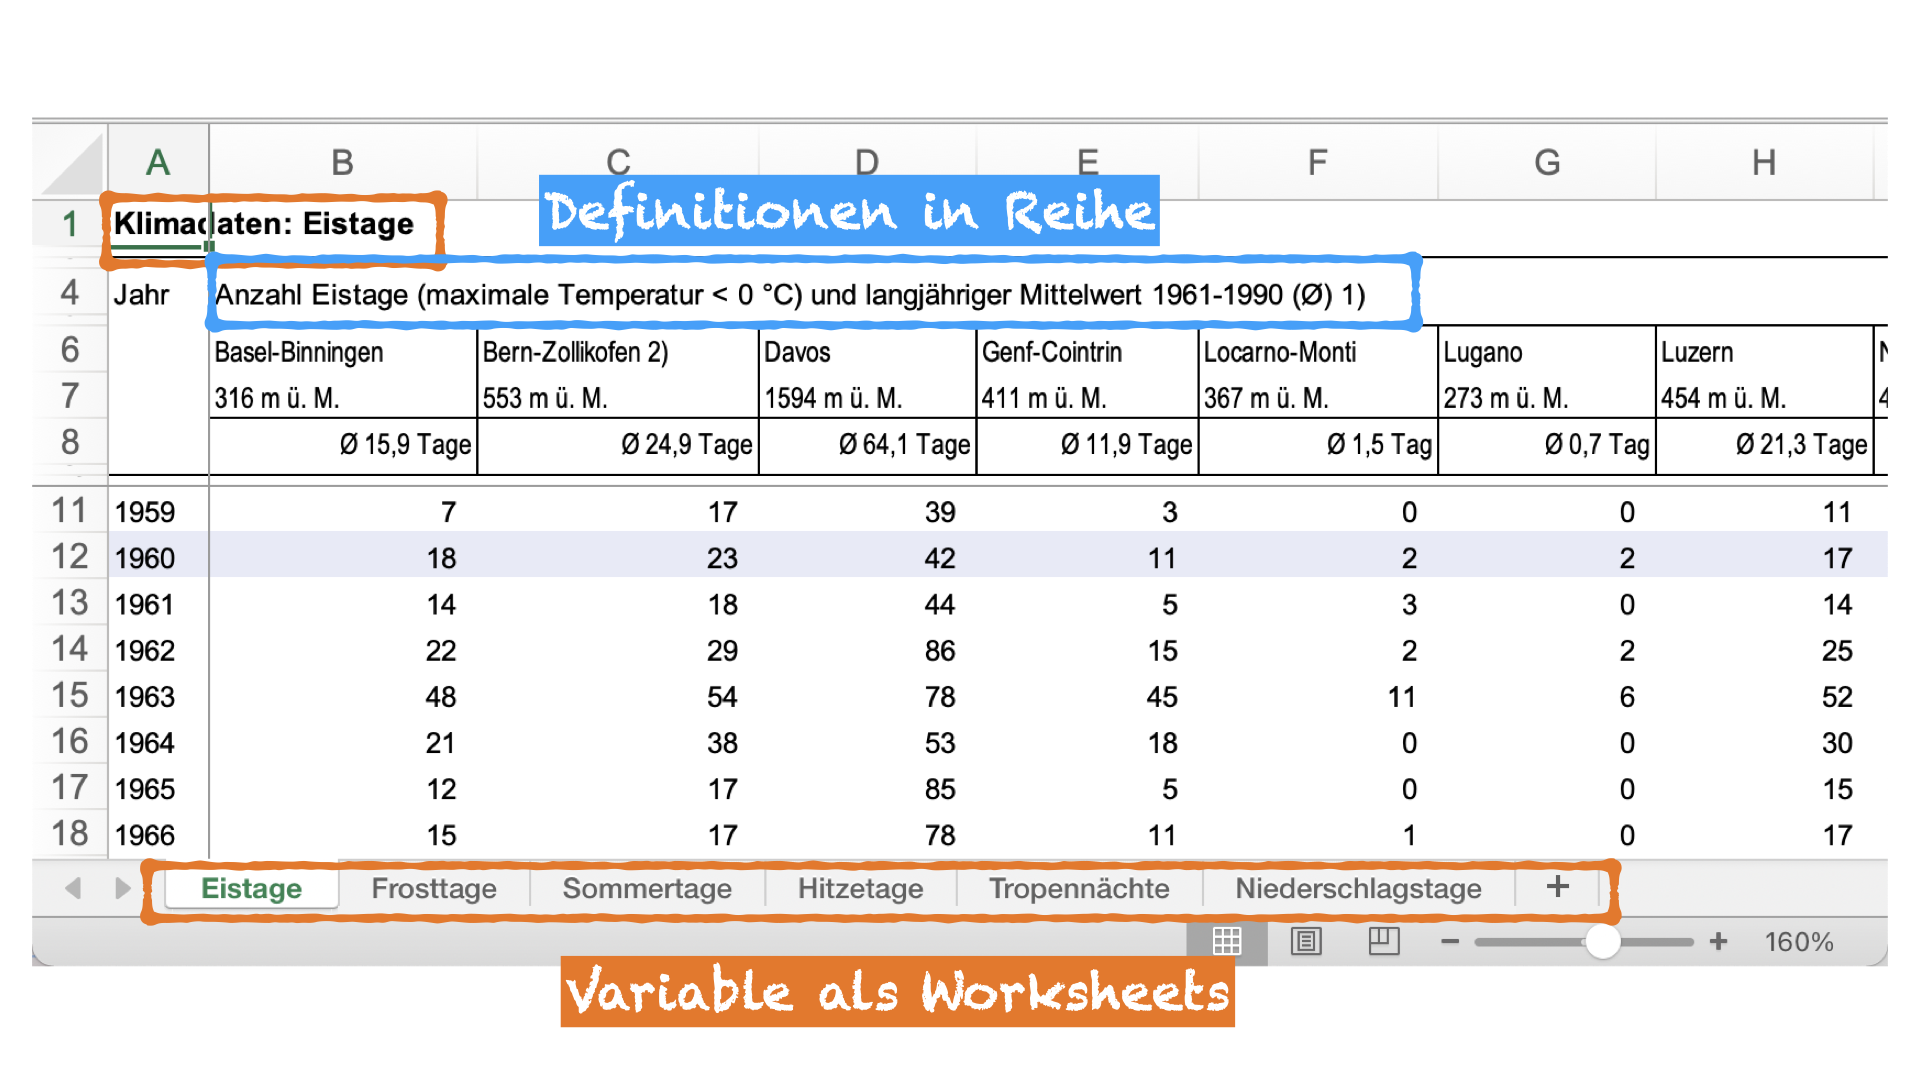 A B C D E F G H
Definitionen in Reihe
1 Klimadaten: Eistage
4 Jahr Anzahl Eistage (maximale Temperatur < 0 °C) und langjähriger Mittelwert 1961-1990 (Ø) 1)
6 Basel-Binningen Bern-Zollikofen 2) Davos Genf-Cointrin Locarno-Monti Lugano Luzern
7 316 m ü. M. 553 m ü. M. 1594 m ü. M. 411 m ü. M. 367 m ü. M. 273 m ü. M. 454 m ü. M. 4
8 Ø 15,9 Tage Ø 24,9 Tage Ø 64,1 Tage Ø 11,9 Tage Ø 1,5 Tag Ø 0,7 Tag Ø 21,3 Tage
11 1959 7 17 39 3 0 0 11
12 1960 18 23 42 11 2 2 17
13 1961 14 18 44 5 3 0 14
14 1962 22 29 86 15 2 2 25
15 1963 48 54 78 45 11 6 52
16 1964 21 38 53 18 0 0 30
17 1965 12 17 85 5 0 0 15
18 1966 15 17 78 11 1 0 17
Eistage Frosttage Sommertage Hitzetage Tropennächte Niederschlagstage +
160%
Variable als Worksheets